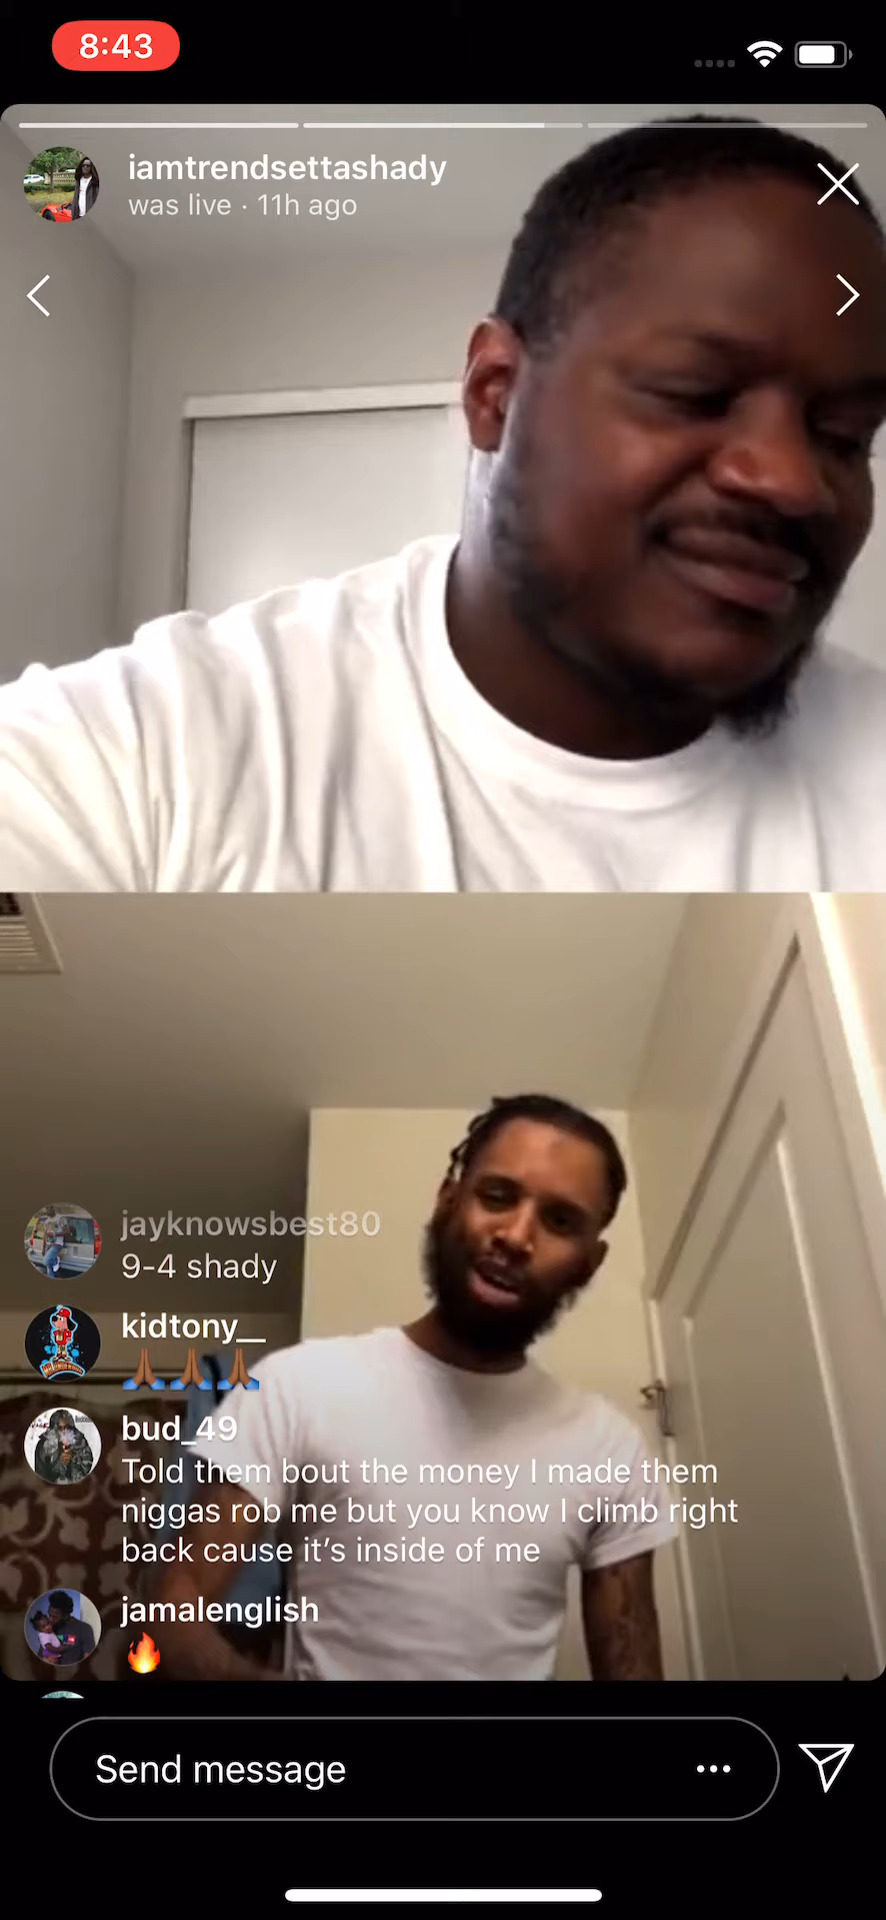 8:43
iamtrendsettashady
was live · 11h ago
jayknowsbest80
9-4 shady
kidtony__
🙏🏾🙏🏾🙏🏾
bud_49
Told them bout the money I made them
niggas rob me but you know I climb right
back cause it’s inside of me
jamalenglish
🔥
Send message